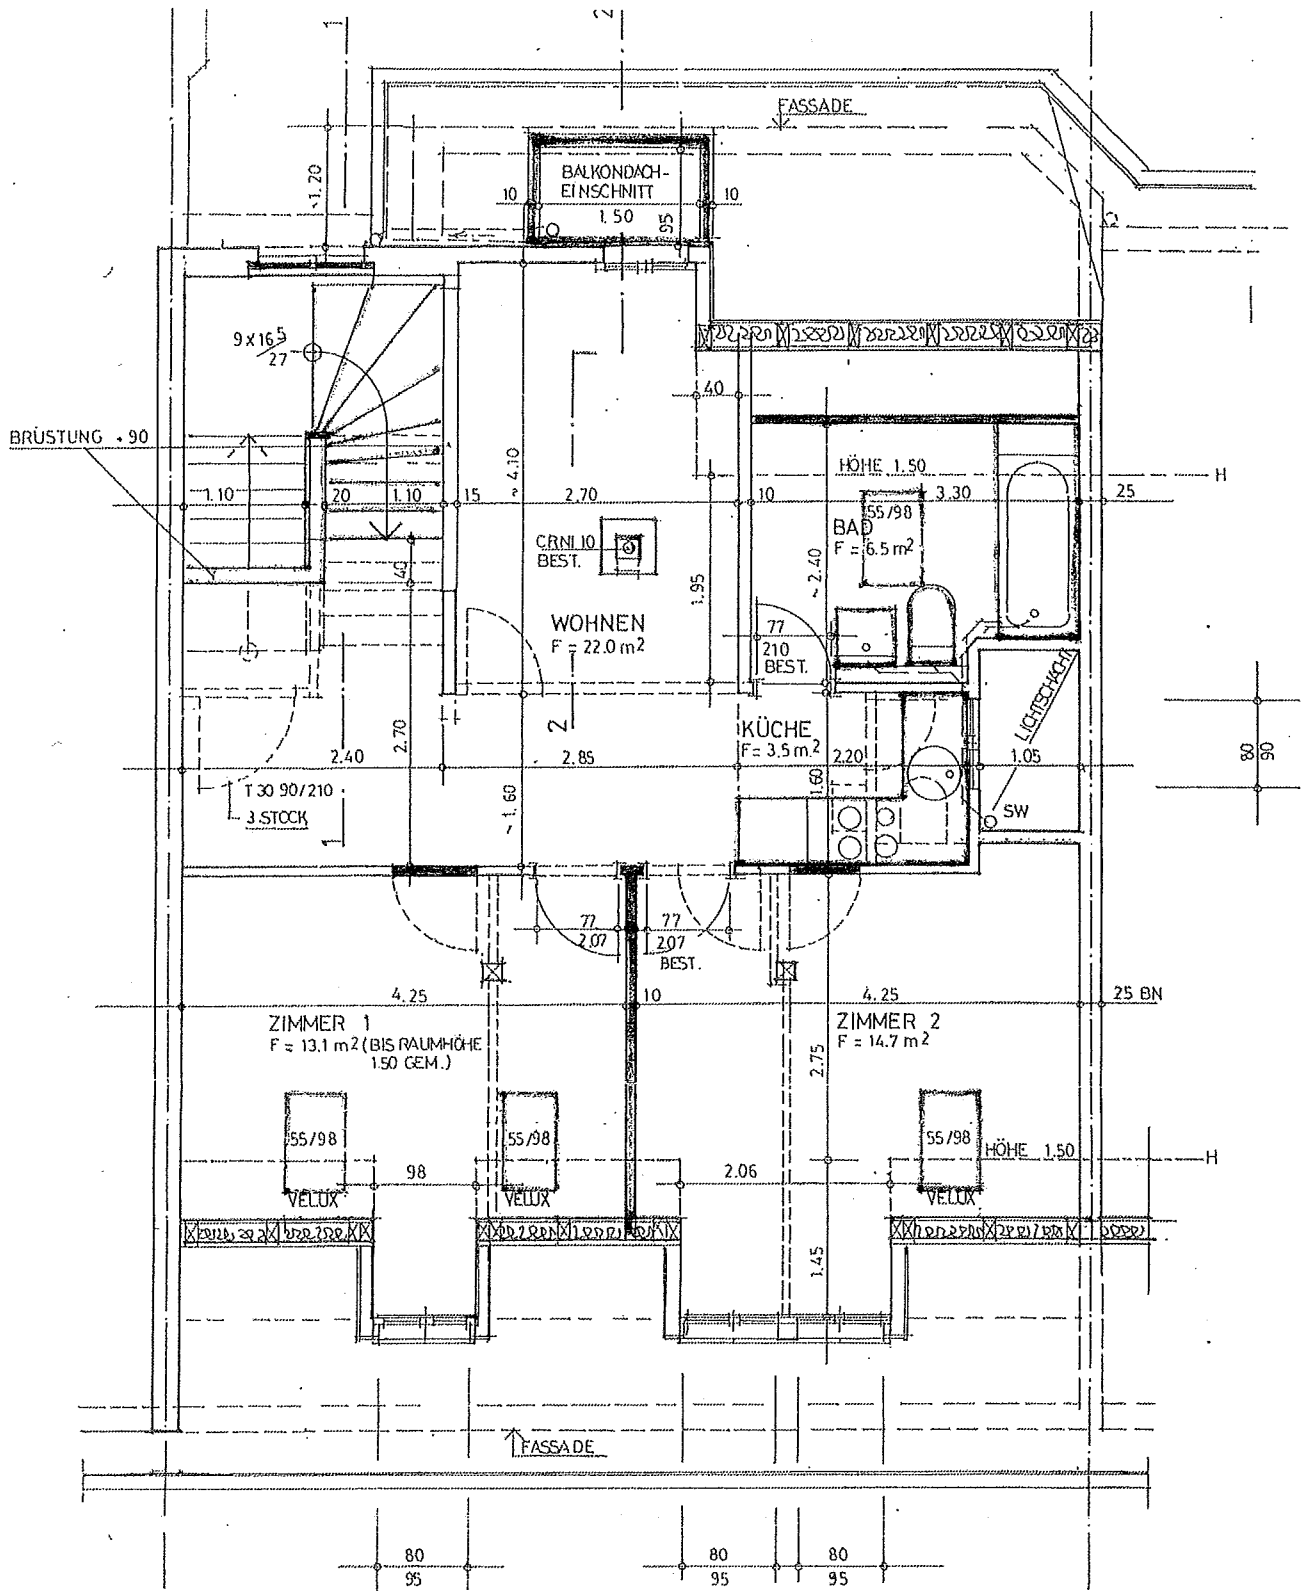 1
2
FASSADE
~1.20
BALKONDACH-
EINSCHNITT
10
1.50
95
10
9 x 16⁵
27
40
BRÜSTUNG +90
~4.10
HÖHE 1.50
H
1.10
20
1.10
15
2.70
10
3.30
25
55/98
BAD
F = 6.5 m²
CRNI 10
BEST.
40
1.95
~2.40
WOHNEN
F = 22.0 m²
77
210
BEST.
LICHTSCHACHT
2
KÜCHE
F = 3.5 m²
2.70
2.40
2.85
2.20
1.05
80
90
T 30 90/210
3.STOCK
1
~1.60
1.60
SW
77
2.07
77
2.07
BEST.
4.25
10
4.25
25 BN
ZIMMER 1
F = 13.1 m² (BIS RAUMHÖHE
1.50 GEM.)
ZIMMER 2
F = 14.7 m²
2.75
55/98
55/98
55/98
HÖHE 1.50
H
98
2.06
VELUX
VELUX
VELUX
1.45
FASSADE
80
95
80
95
80
95